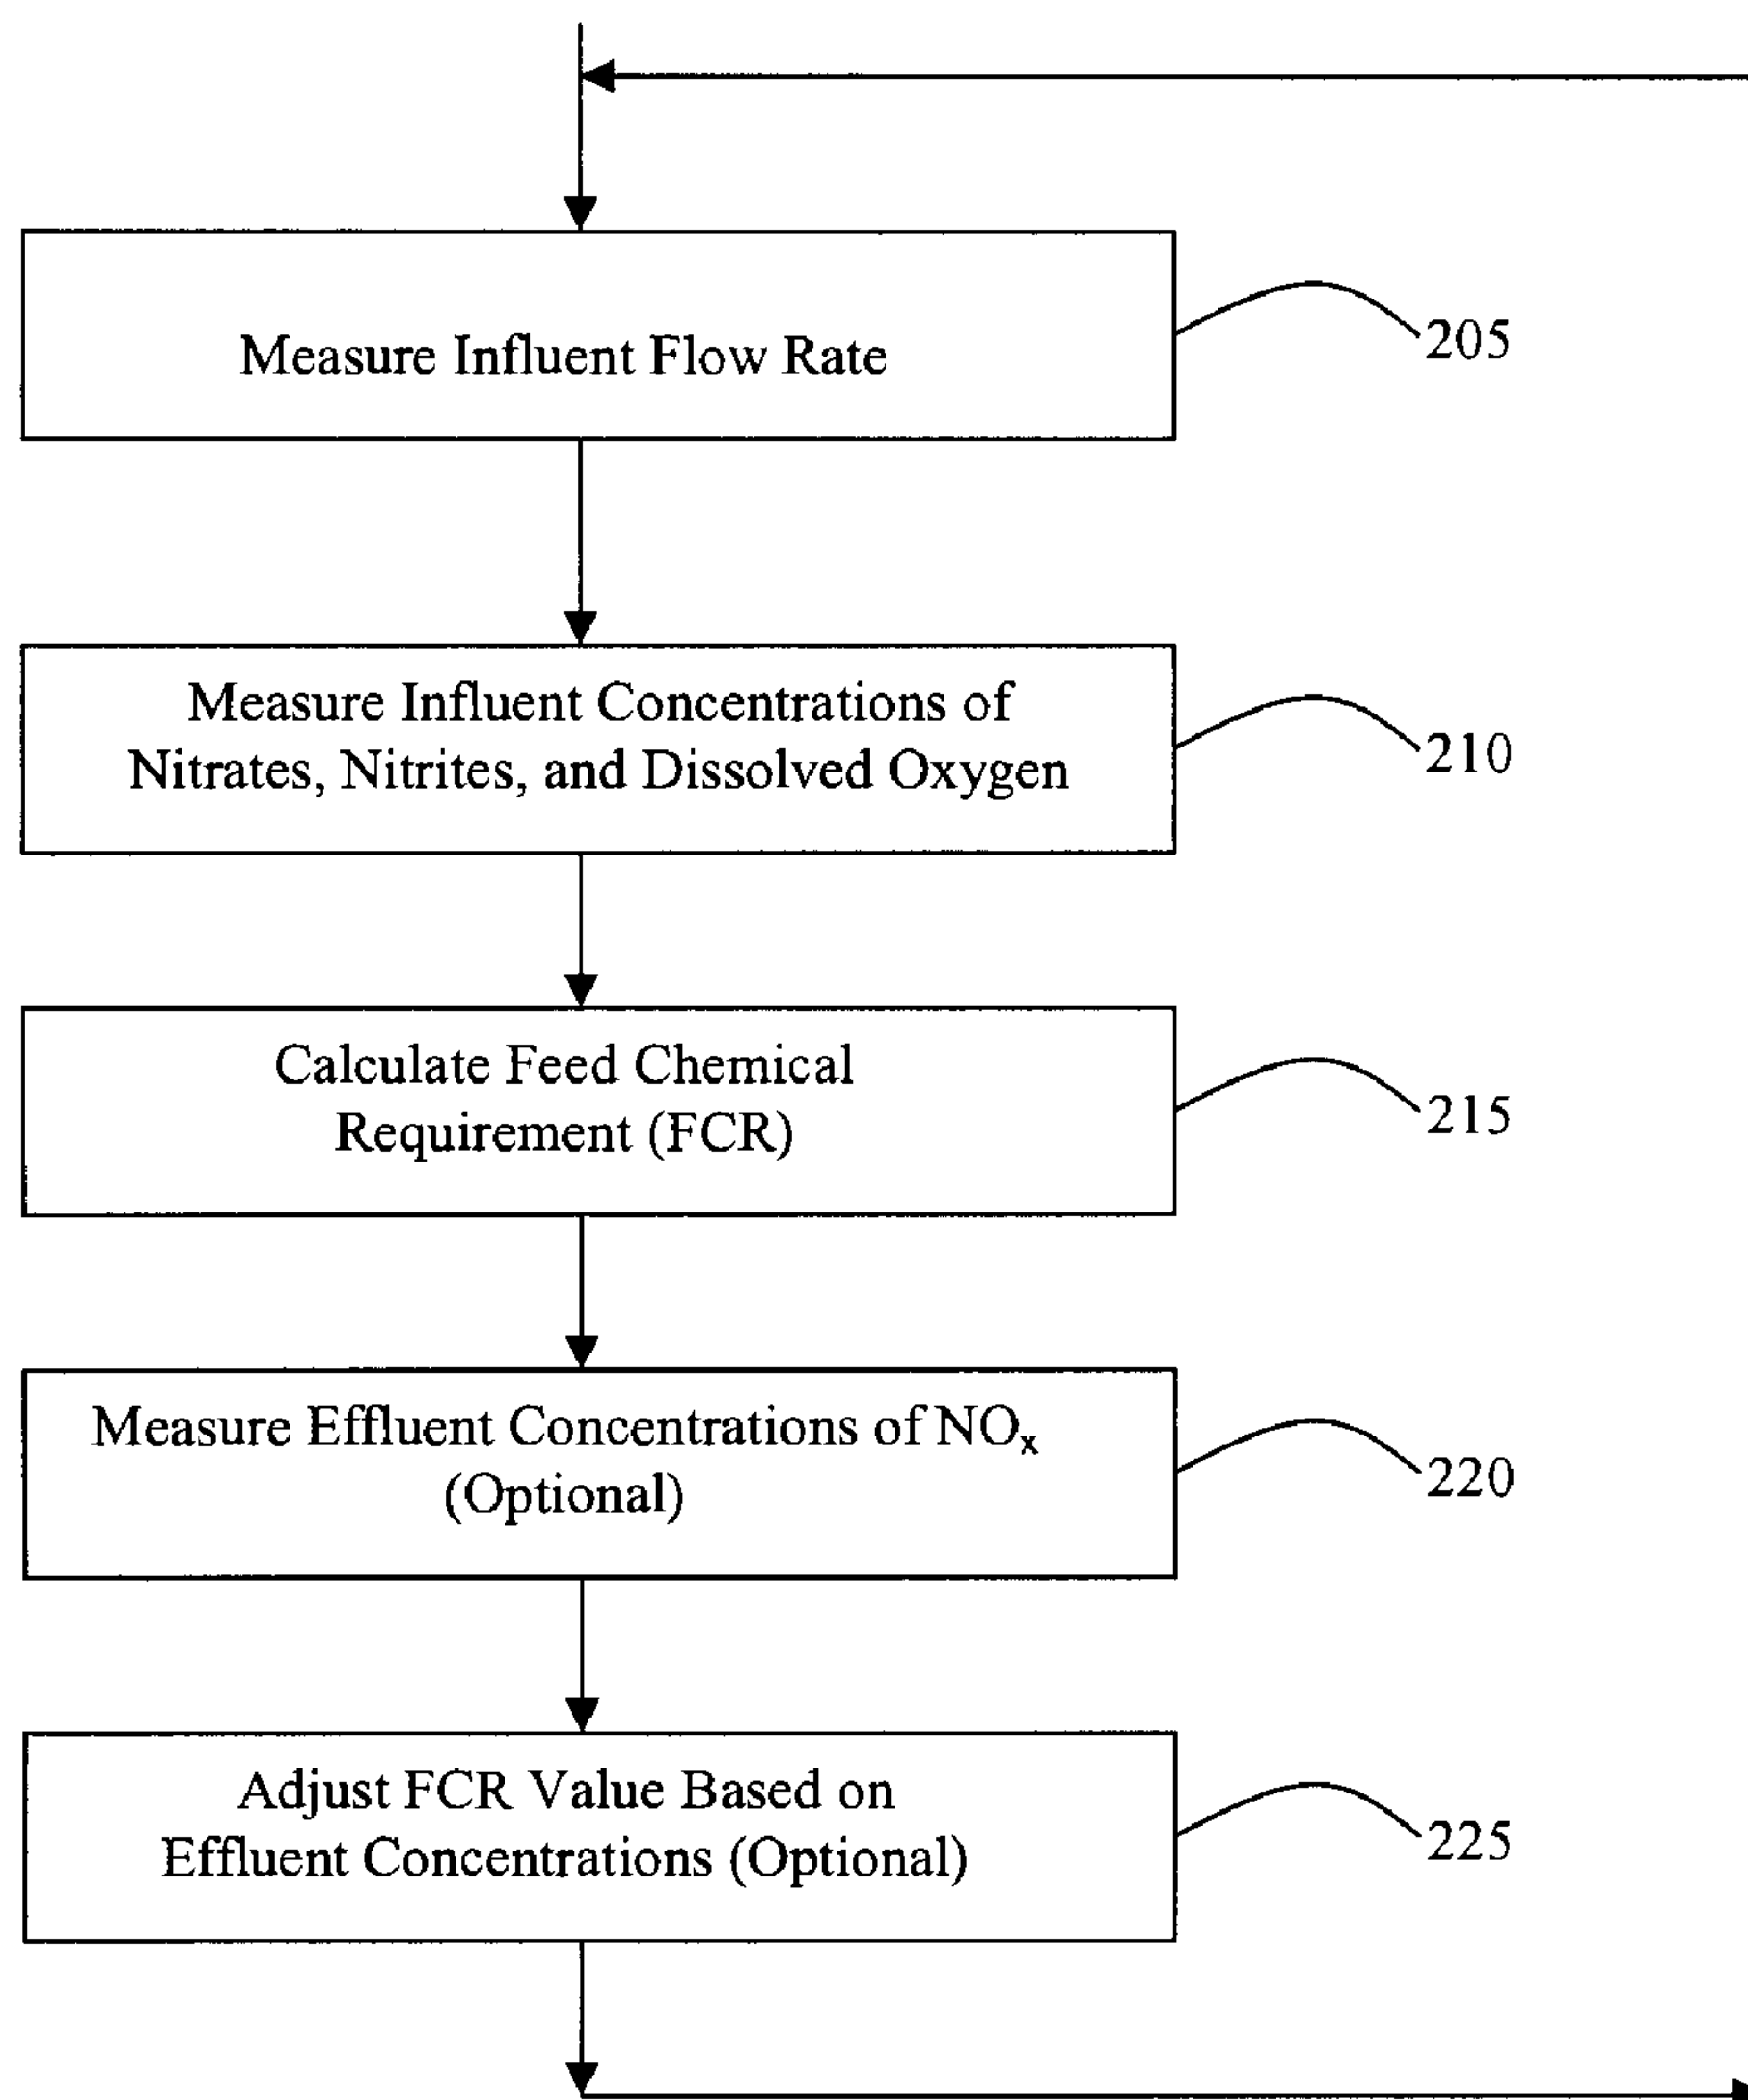 Measure Influent Flow Rate
205
Measure Influent Concentrations of
Nitrates, Nitrites, and Dissolved Oxygen
210
Calculate Feed Chemical
Requirement (FCR)
215
Measure Effluent Concentrations of NOx
(Optional)
220
Adjust FCR Value Based on
Effluent Concentrations (Optional)
225